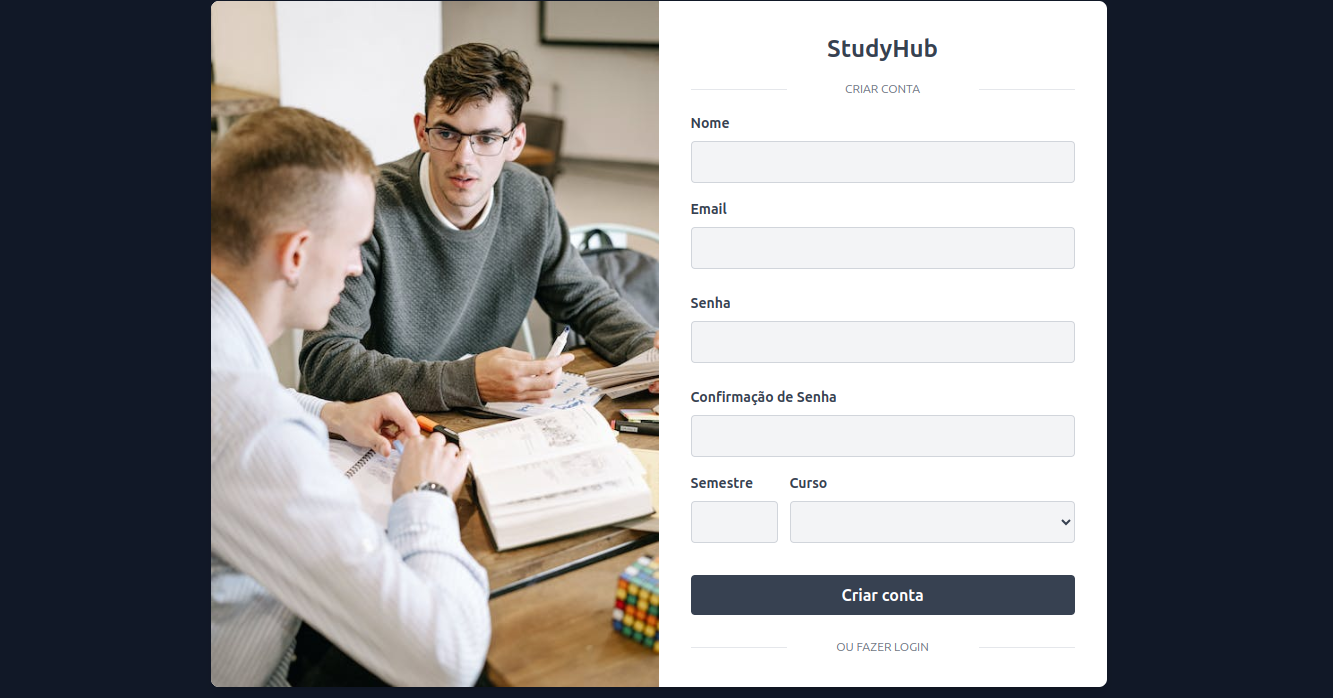 StudyHub
CRIAR CONTA
Nome
Email
Senha
Confirmação de Senha
Semestre Curso
Criar conta
OU FAZER LOGIN